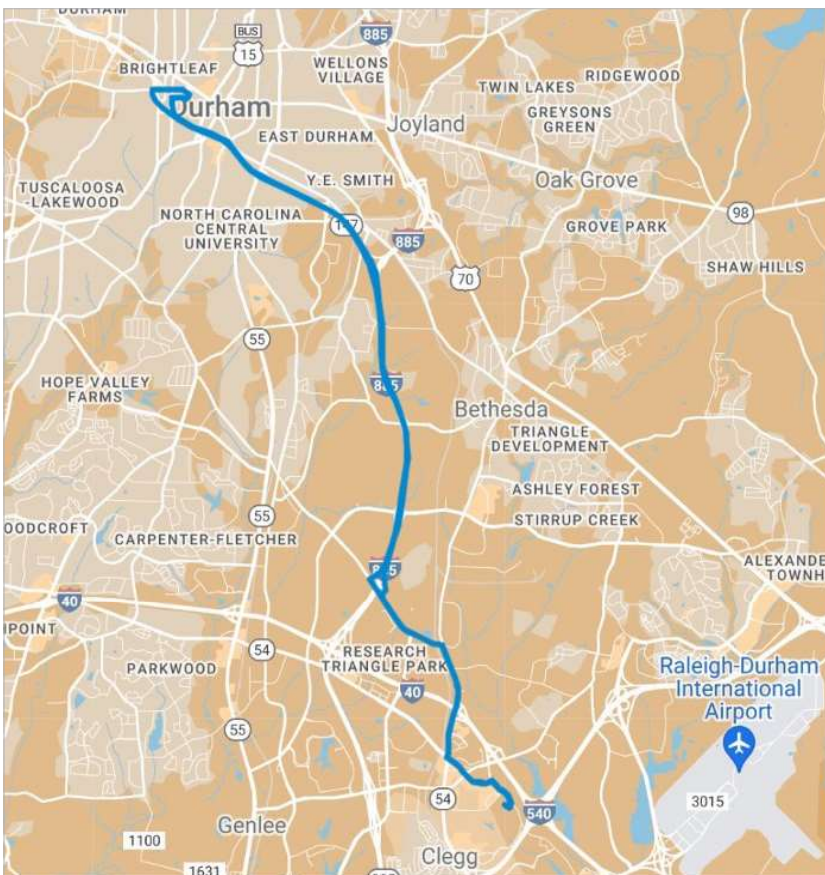 DURHAM
BUS
15
885
BRIGHTLEAF
WELLONS
VILLAGE
TWIN LAKES
RIDGEWOOD
Durham
GREYSONS
GREEN
EAST DURHAM
Joyland
Y.E. SMITH
Oak Grove
TUSCALOOSA
-LAKEWOOD
NORTH CAROLINA
CENTRAL
UNIVERSITY
147
98
885
GROVE PARK
70
SHAW HILLS
55
HOPE VALLEY
FARMS
885
Bethesda
TRIANGLE
DEVELOPMENT
ASHLEY FOREST
55
STIRRUP CREEK
OODCROFT
CARPENTER-FLETCHER
885
ALEXANDE
TOWNH
40
NPOINT
54
RESEARCH
TRIANGLE PARK
PARKWOOD
40
Raleigh-Durham
International
Airport
55
54
540
3015
Genlee
1100
Clegg
1631